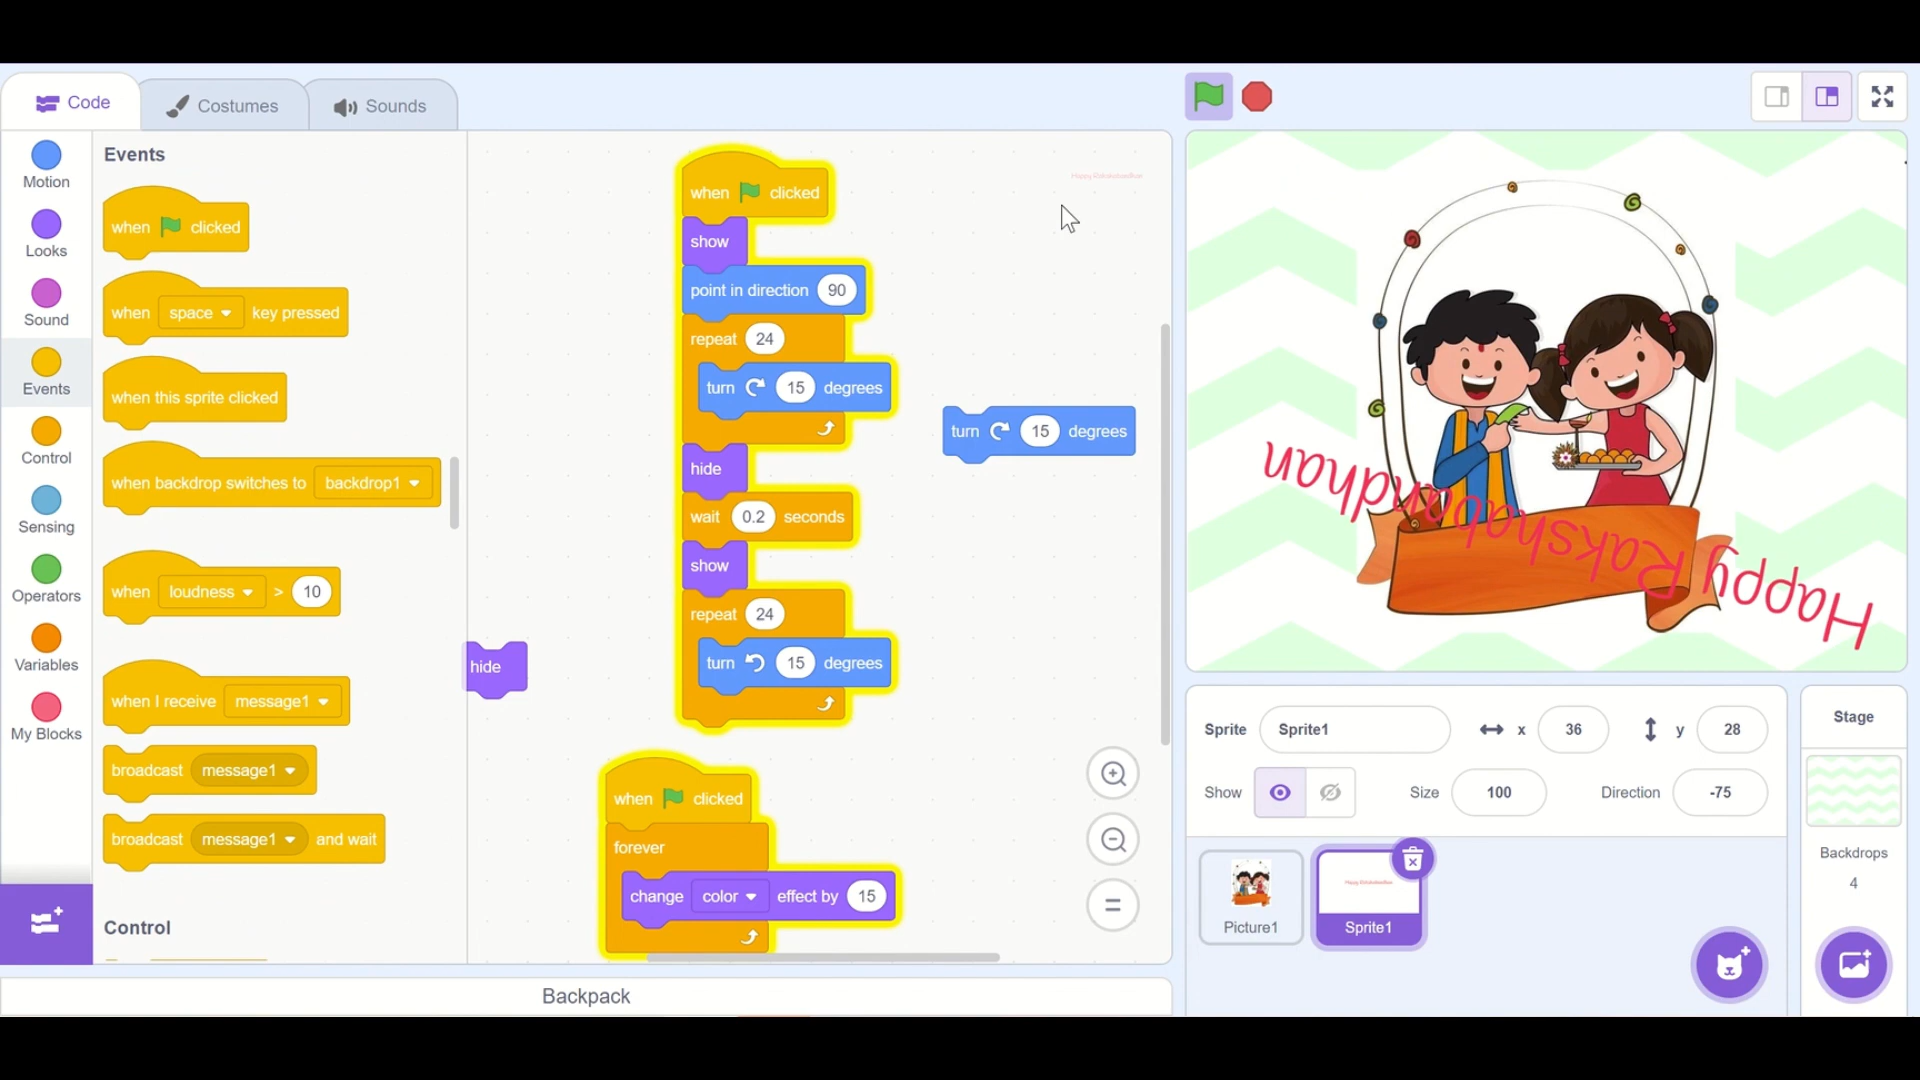 Code
Costumes
Sounds
Motion
Looks
Sound
Events
Control
Sensing
Operators
Variables
My Blocks
Events
when clicked
when space key pressed
when this sprite clicked
when backdrop switches to backdrop1
when loudness > 10
when I receive message1
broadcast message1
broadcast message1 and wait
Control
when clicked
show
point in direction 90
repeat 24
turn 15 degrees
hide
wait 0.2 seconds
show
repeat 24
turn 15 degrees
turn 15 degrees
hide
when clicked
forever
change color effect by 15
Backpack
Happy Rakshabandhan
Sprite Sprite1 x 36 y 28
Show Size 100 Direction -75
Picture1
Sprite1
Stage
Backdrops
4